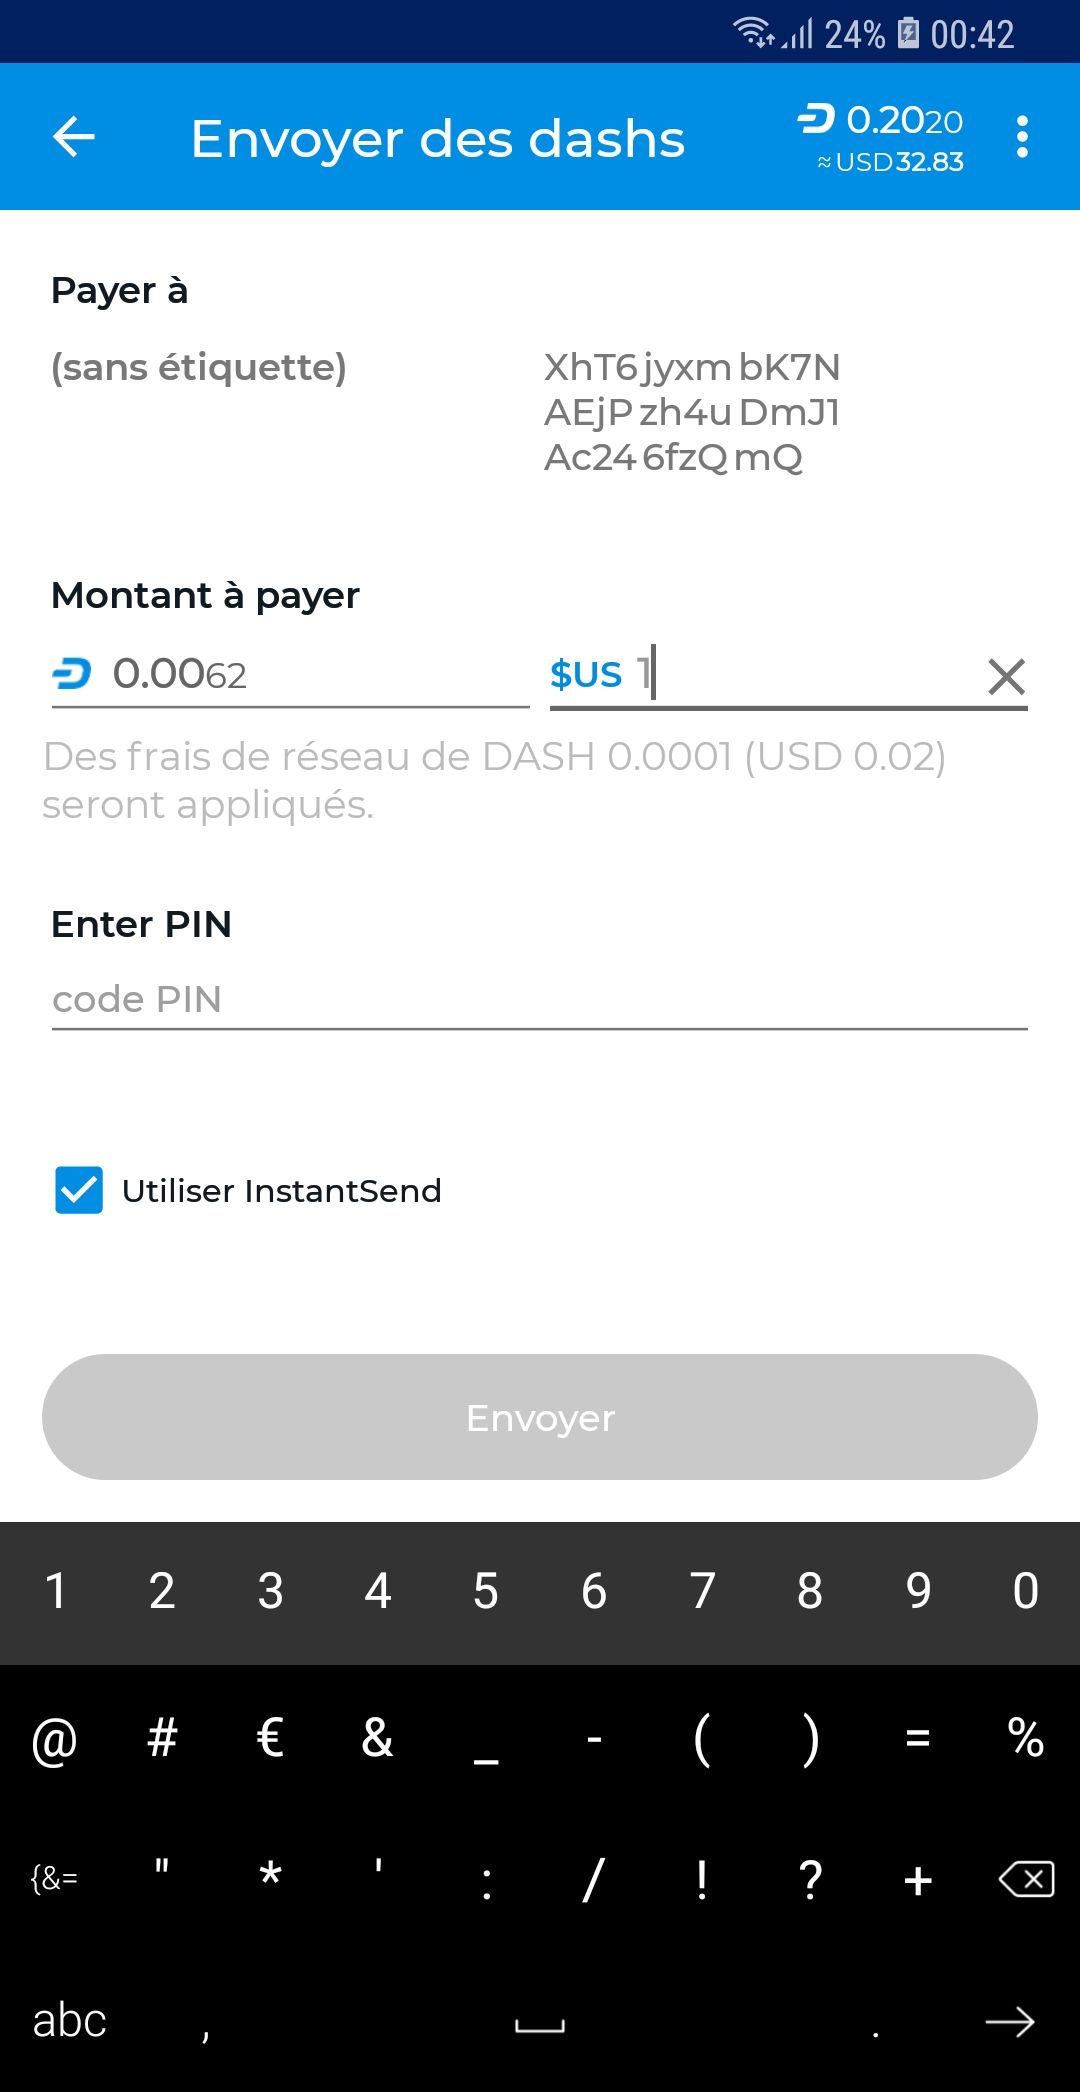 24% 00:42
Envoyer des dashs
0.2020
≈USD32.83
Payer à
(sans étiquette)
XhT6 jyxm bK7N
AEjP zh4u DmJ1
Ac24 6fzQ mQ
Montant à payer
0.0062
$US 1
Des frais de réseau de DASH 0.0001 (USD 0.02)
seront appliqués.
Enter PIN
code PIN
Utiliser InstantSend
Envoyer
1 2 3 4 5 6 7 8 9 0
@ # € & _ - ( ) = %
{&= " * ' : / ! ? +
abc , .